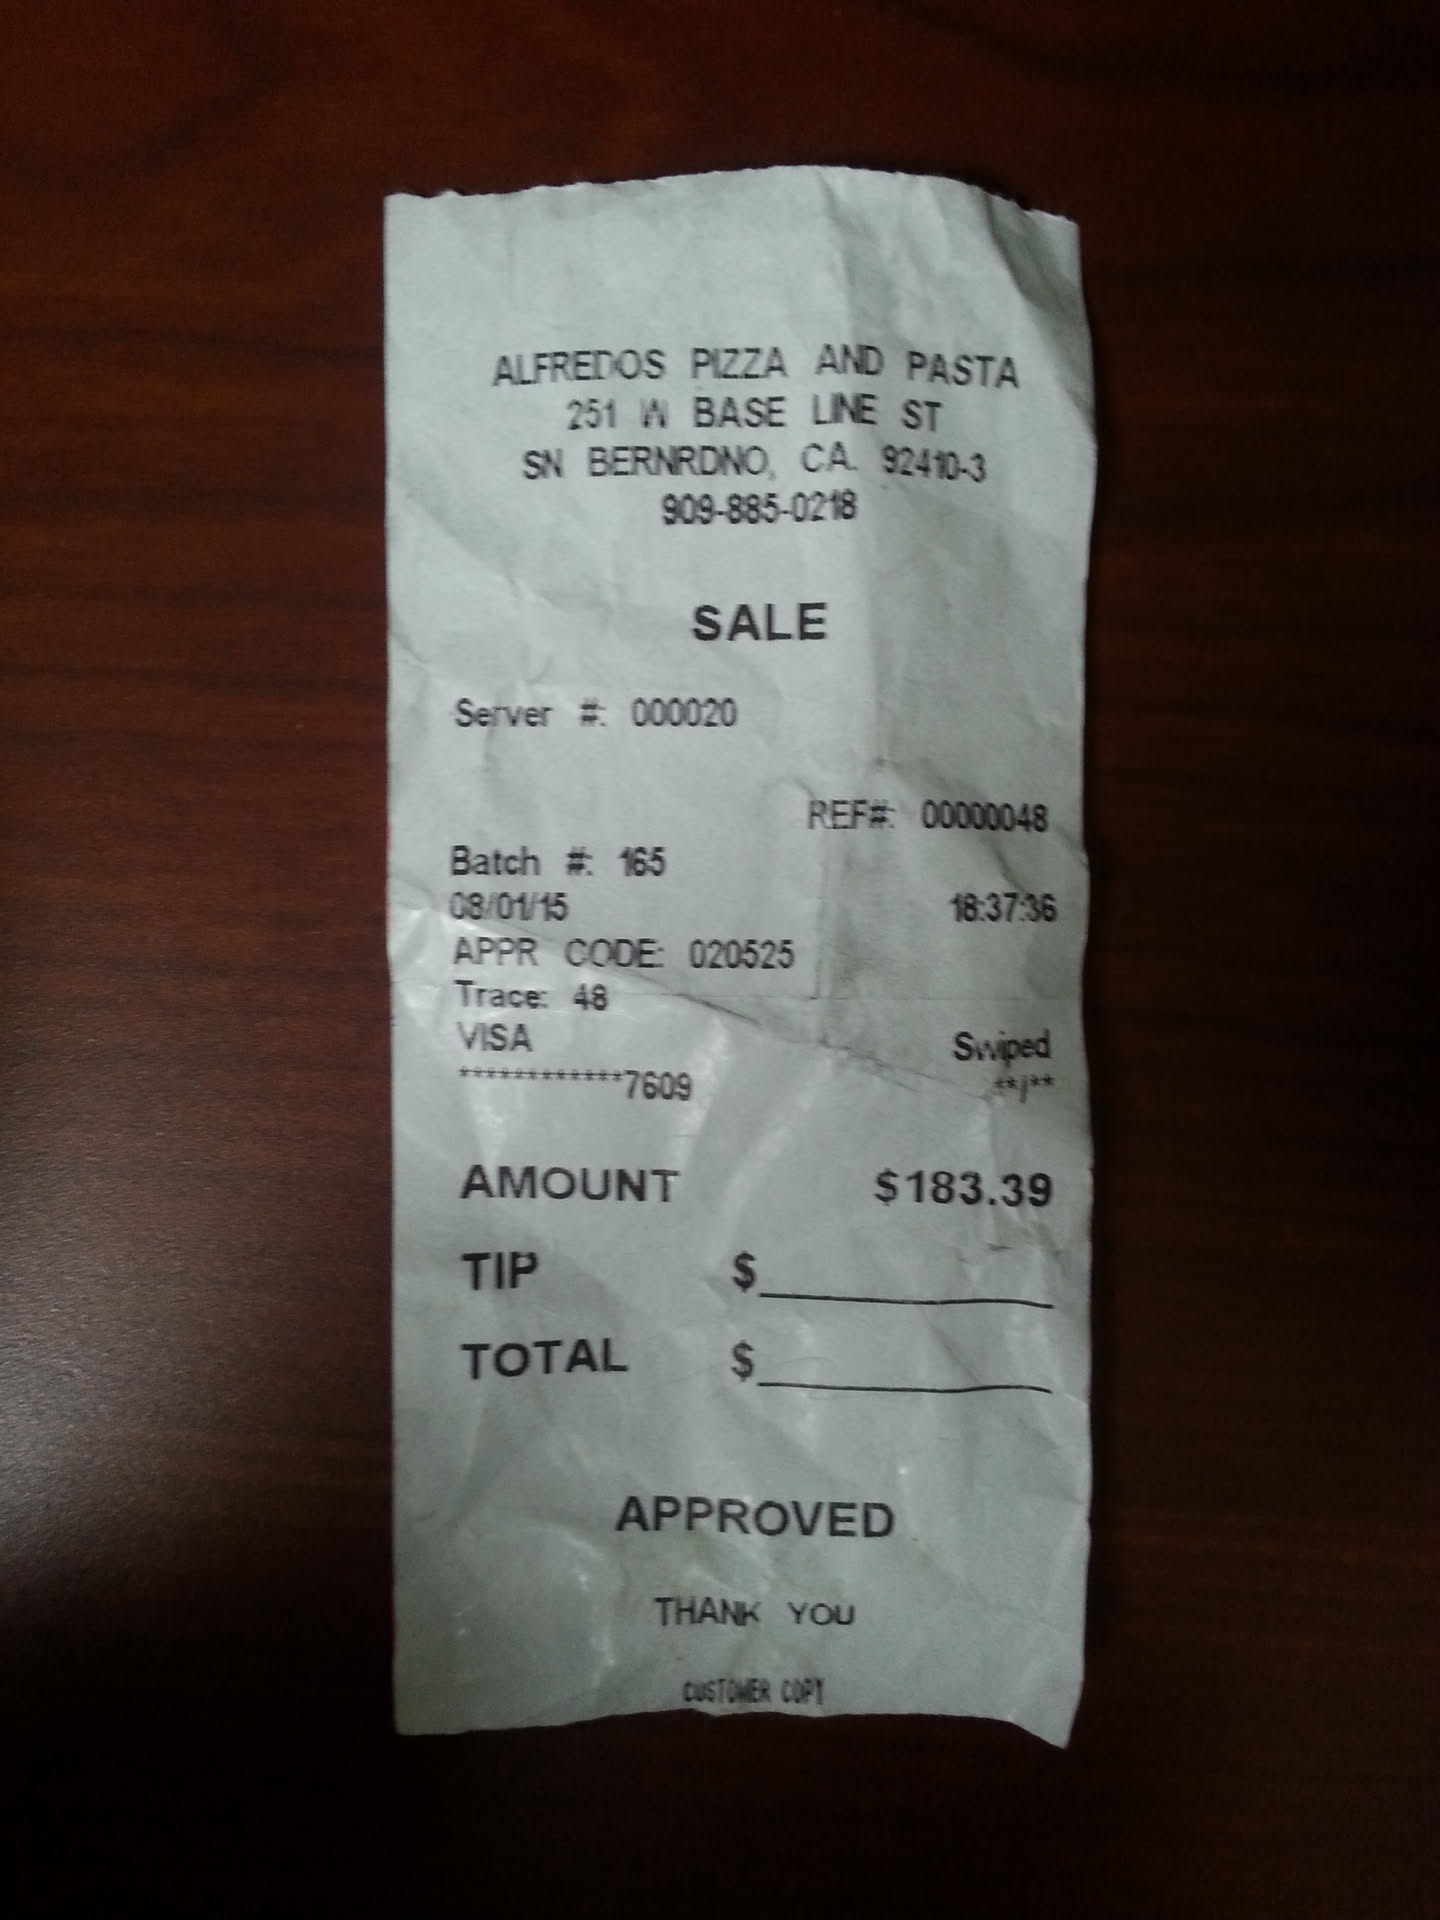 ALFREDOS PIZZA AND PASTA
251 W BASE LINE ST
SN BERNRDNO, CA. 92410-3
909-885-0218
SALE
Server #: 000020
REF#: 00000048
Batch #: 165
08/01/15 18:37:36
APPR CODE: 020525
Trace: 48
VISA Swiped
************7609 **/**
AMOUNT $183.39
TIP $
TOTAL $
APPROVED
THANK YOU
CUSTOMER COPY